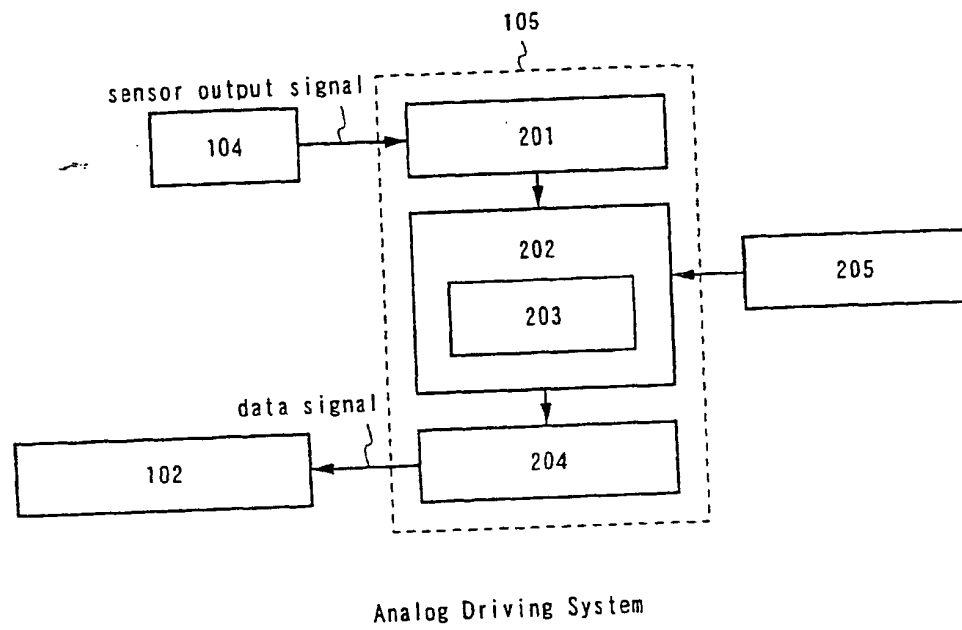 105
sensor output signal
104
201
202
205
203
data signal
204
102
Analog Driving System